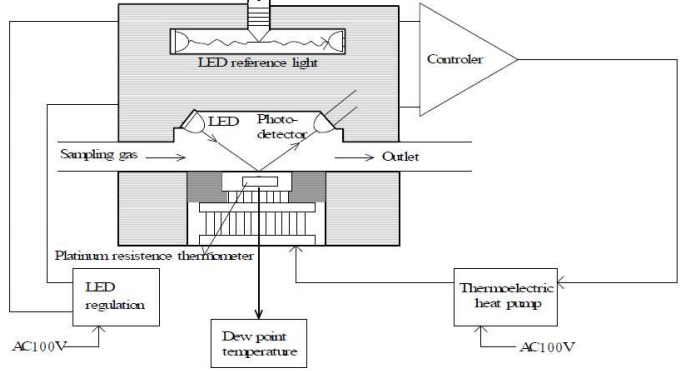 LED reference light
Controler
LED
Photo-
detector
Sampling gas
Outlet
Platinum resistence thermometer
LED
regulation
Thermoelectric
heat pump
AC100V
Dew point
temperature
AC100V